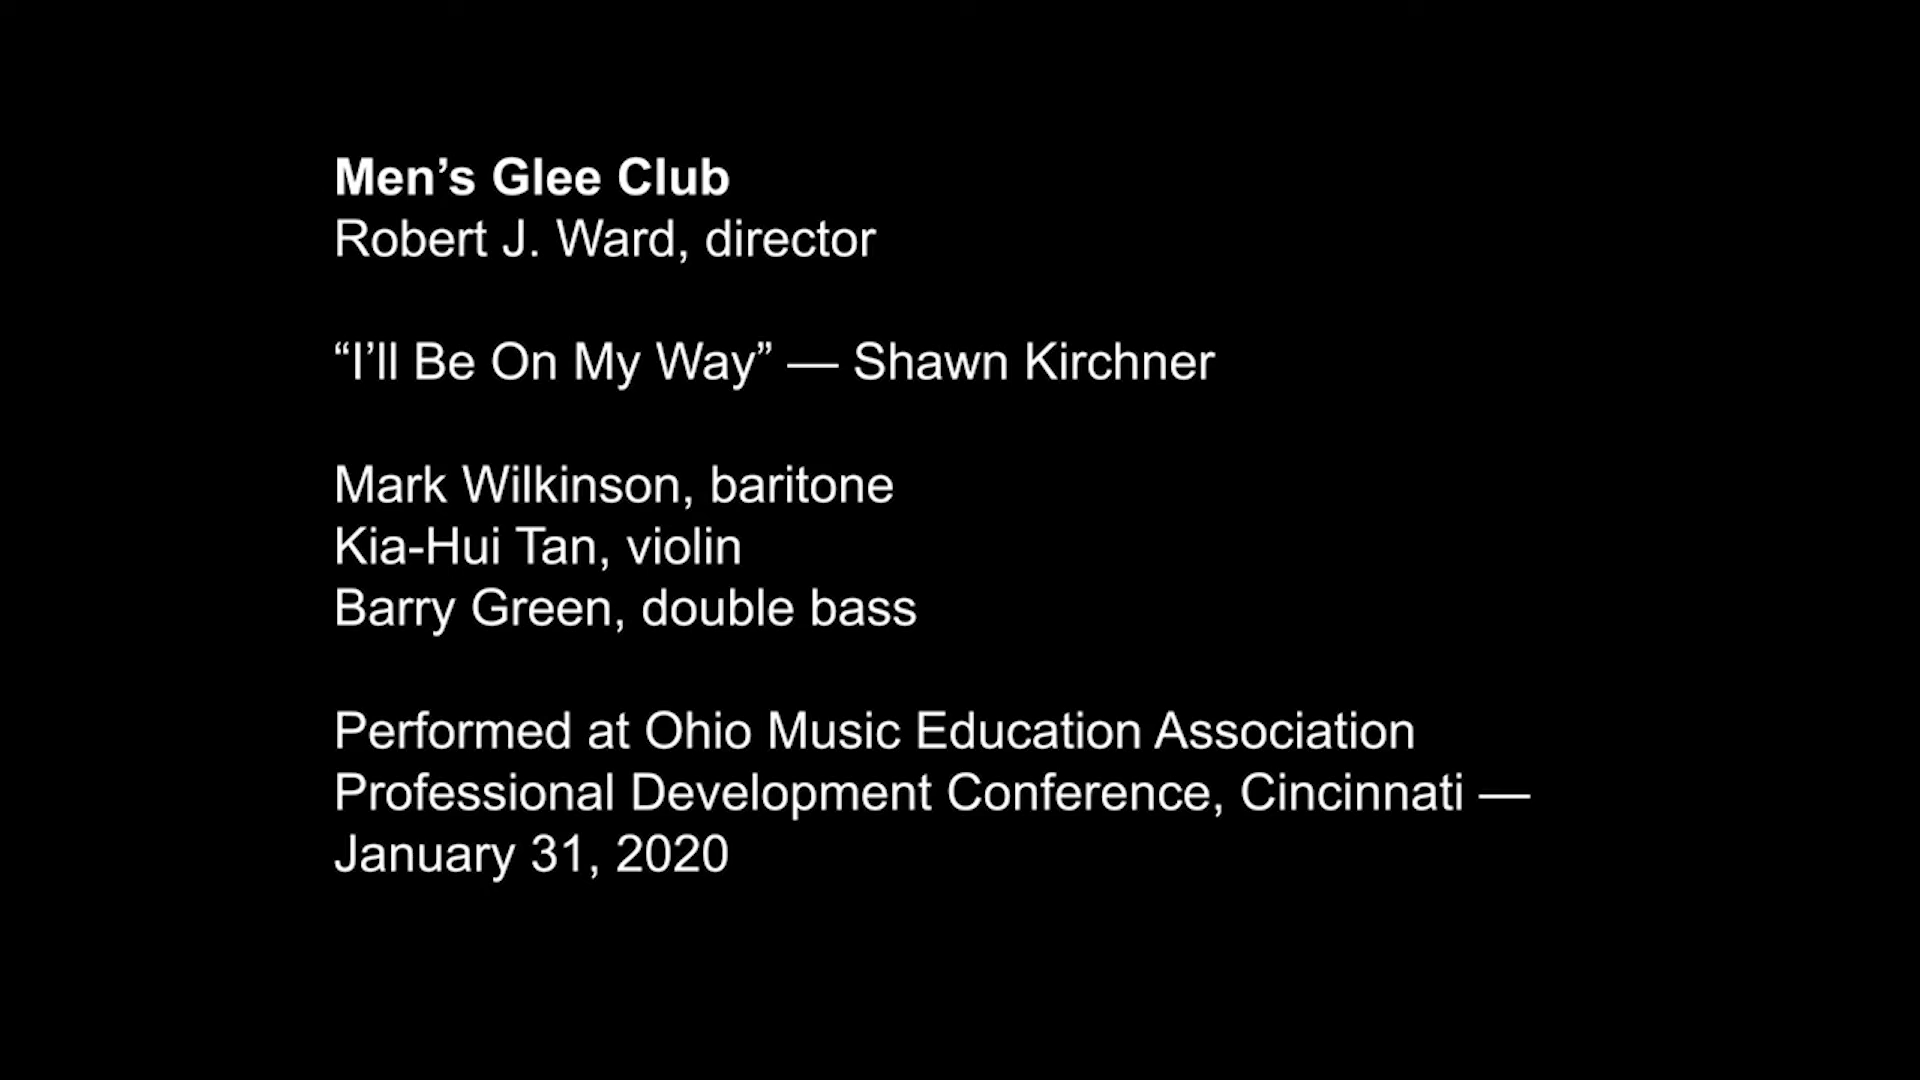 Men’s Glee Club
Robert J. Ward, director
“I’ll Be On My Way” — Shawn Kirchner
Mark Wilkinson, baritone
Kia-Hui Tan, violin
Barry Green, double bass
Performed at Ohio Music Education Association
Professional Development Conference, Cincinnati —
January 31, 2020